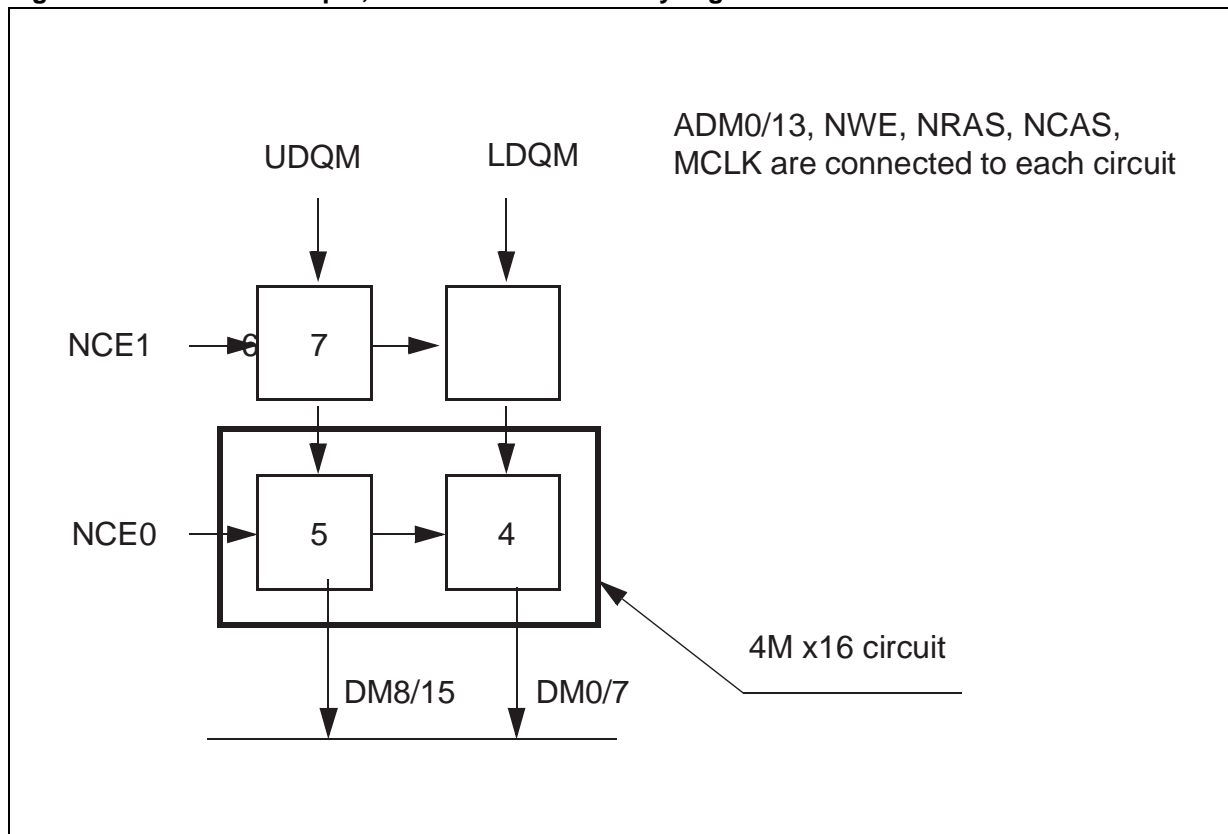 UDQM
LDQM
ADM0/13, NWE, NRAS, NCAS,
MCLK are connected to each circuit
NCE1
6
7
NCE0
5
4
4M x16 circuit
DM8/15
DM0/7